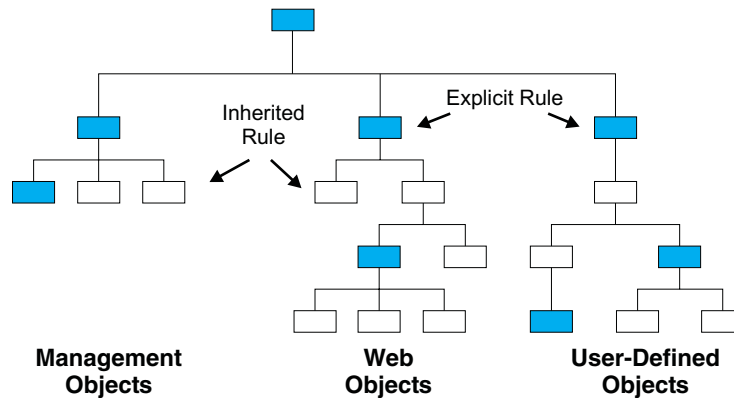 Explicit Rule
Inherited
Rule
Management
Objects
Web
Objects
User-Defined
Objects